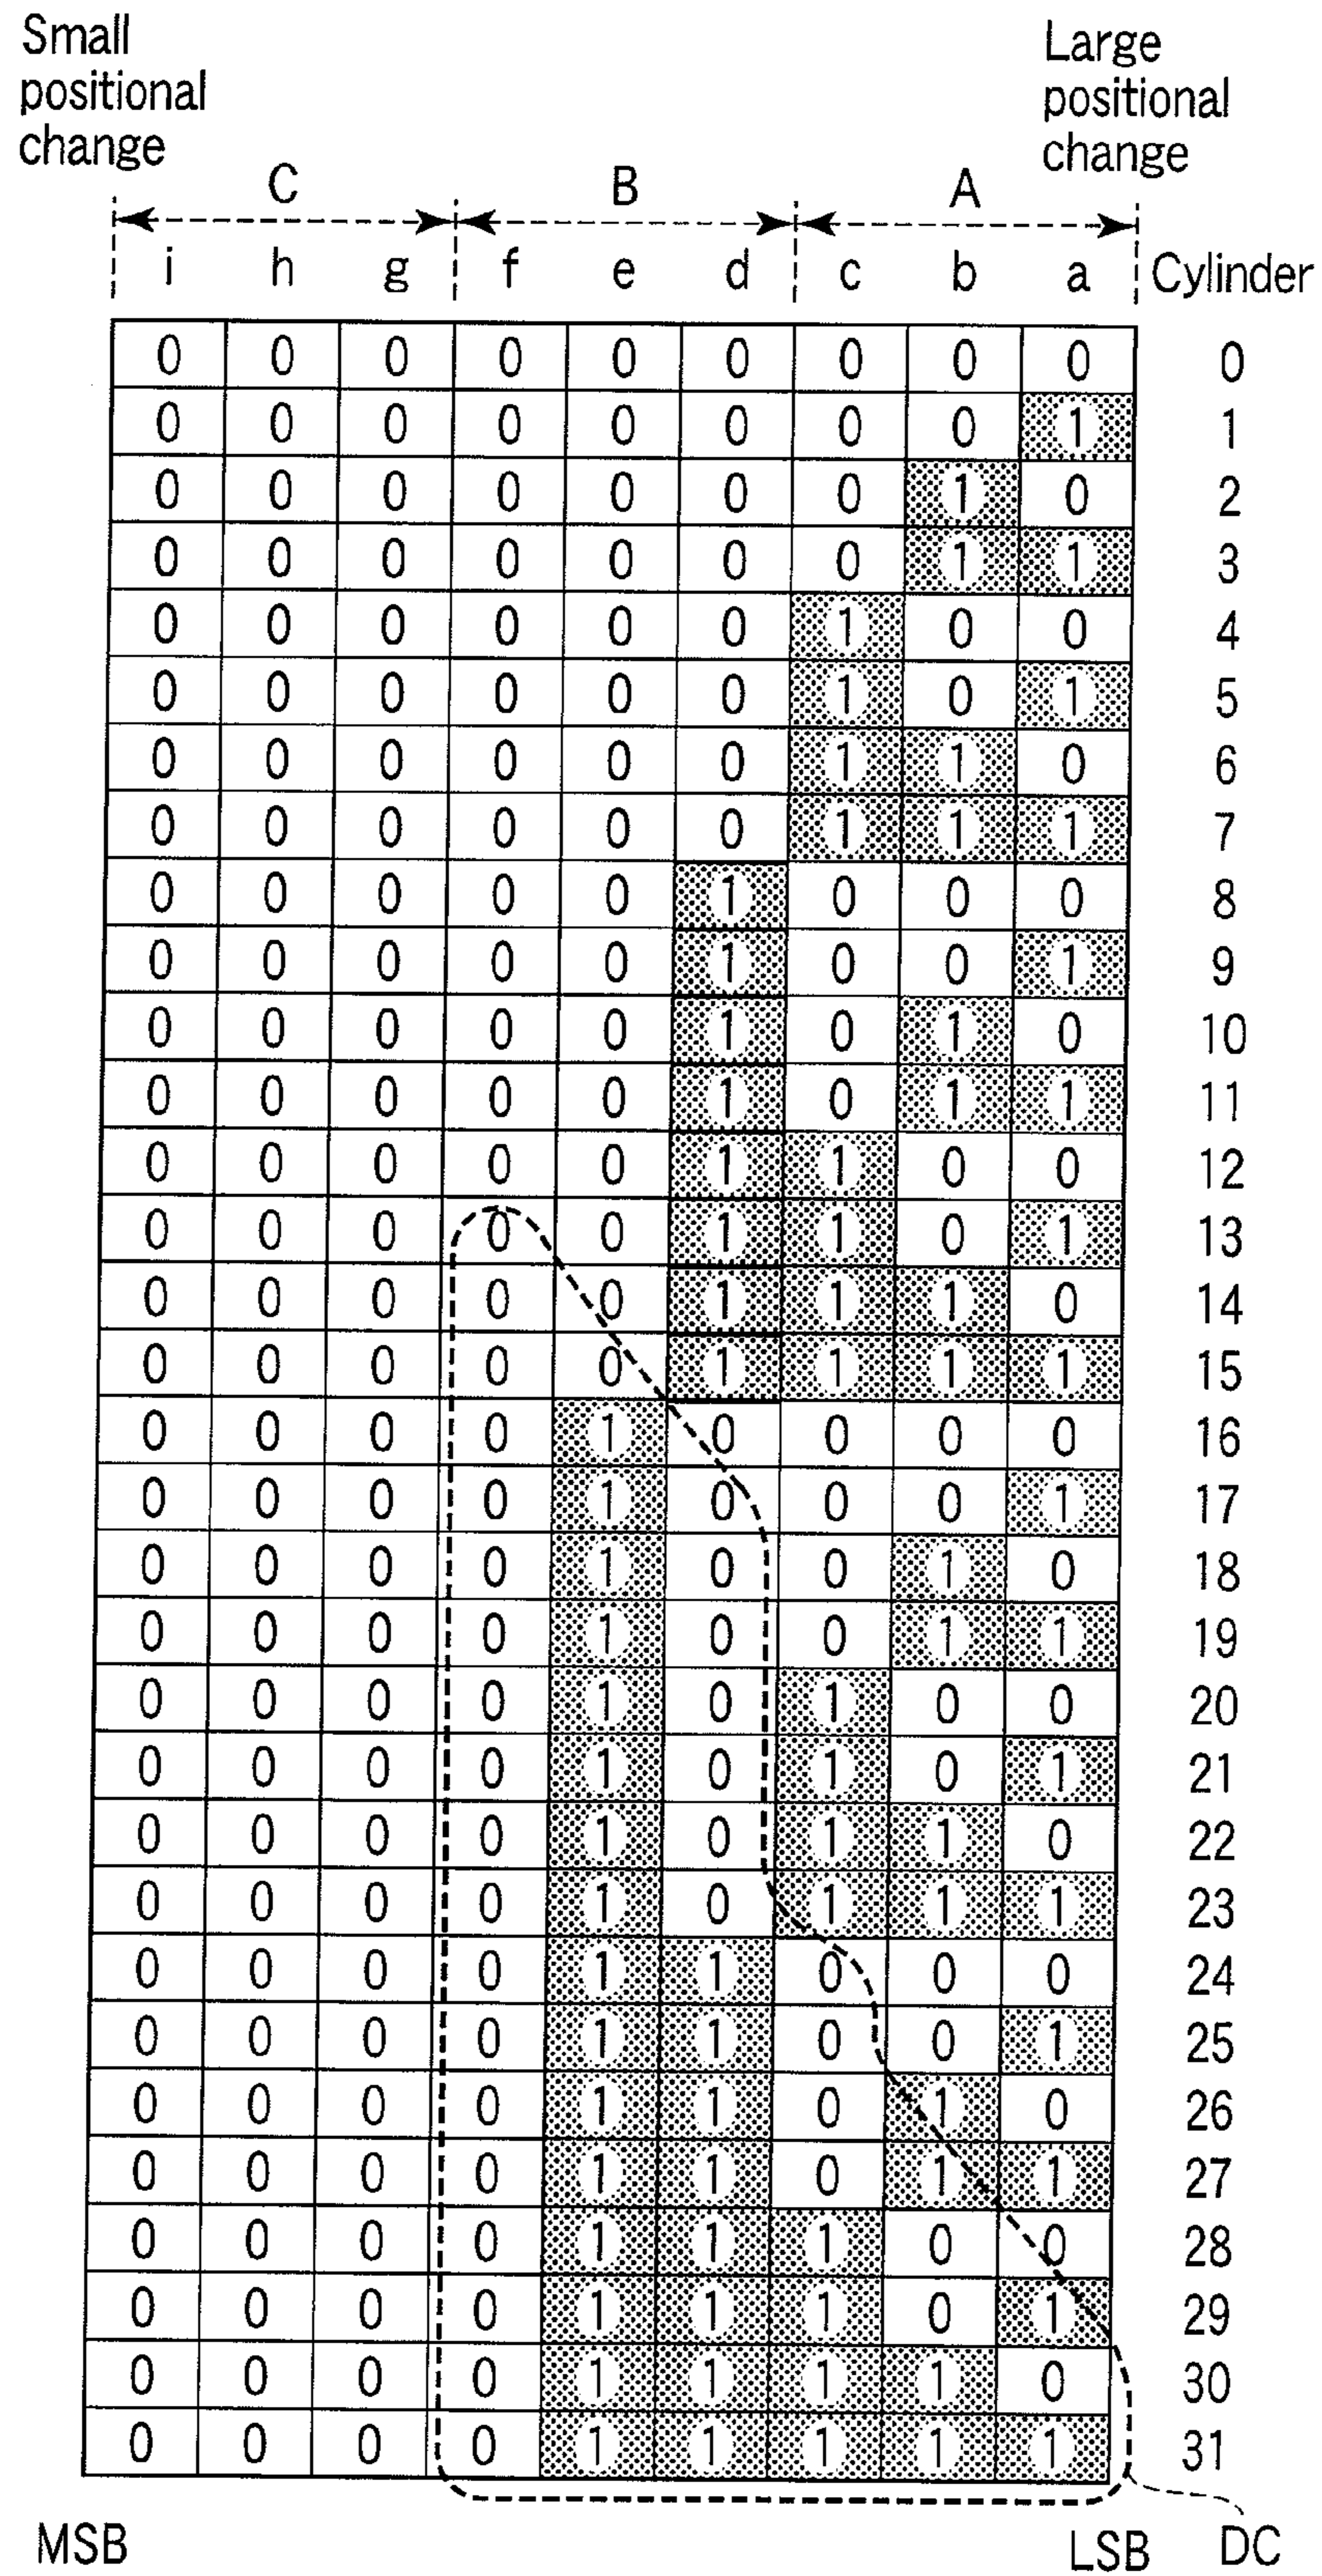 Small
positional
change
Large
positional
change
C B A
i h g f e d c b a Cylinder
0 0 0 0 0 0 0 0 0 0
0 0 0 0 0 0 0 0 1 1
0 0 0 0 0 0 0 1 0 2
0 0 0 0 0 0 0 1 1 3
0 0 0 0 0 0 1 0 0 4
0 0 0 0 0 0 1 0 1 5
0 0 0 0 0 0 1 1 0 6
0 0 0 0 0 0 1 1 1 7
0 0 0 0 0 1 0 0 0 8
0 0 0 0 0 1 0 0 1 9
0 0 0 0 0 1 0 1 0 10
0 0 0 0 0 1 0 1 1 11
0 0 0 0 0 1 1 0 0 12
0 0 0 0 0 1 1 0 1 13
0 0 0 0 0 1 1 1 0 14
0 0 0 0 0 1 1 1 1 15
0 0 0 0 1 0 0 0 0 16
0 0 0 0 1 0 0 0 1 17
0 0 0 0 1 0 0 1 0 18
0 0 0 0 1 0 0 1 1 19
0 0 0 0 1 0 1 0 0 20
0 0 0 0 1 0 1 0 1 21
0 0 0 0 1 0 1 1 0 22
0 0 0 0 1 0 1 1 1 23
0 0 0 0 1 1 0 0 0 24
0 0 0 0 1 1 0 0 1 25
0 0 0 0 1 1 0 1 0 26
0 0 0 0 1 1 0 1 1 27
0 0 0 0 1 1 1 0 0 28
0 0 0 0 1 1 1 0 1 29
0 0 0 0 1 1 1 1 0 30
0 0 0 0 1 1 1 1 1 31
MSB LSB DC